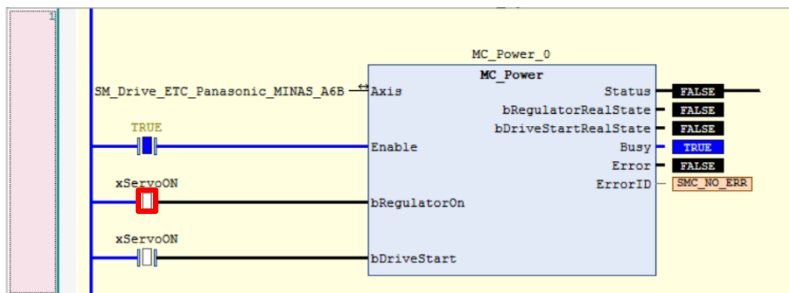 1
MC_Power_0
MC_Power
SM_Drive_ETC_Panasonic_MINAS_A6B
Axis
Status
FALSE
bRegulatorRealState
FALSE
bDriveStartRealState
FALSE
TRUE
Enable
Busy
TRUE
Error
FALSE
ErrorID
SMC_NO_ERR
xServoON
bRegulatorOn
xServoON
bDriveStart